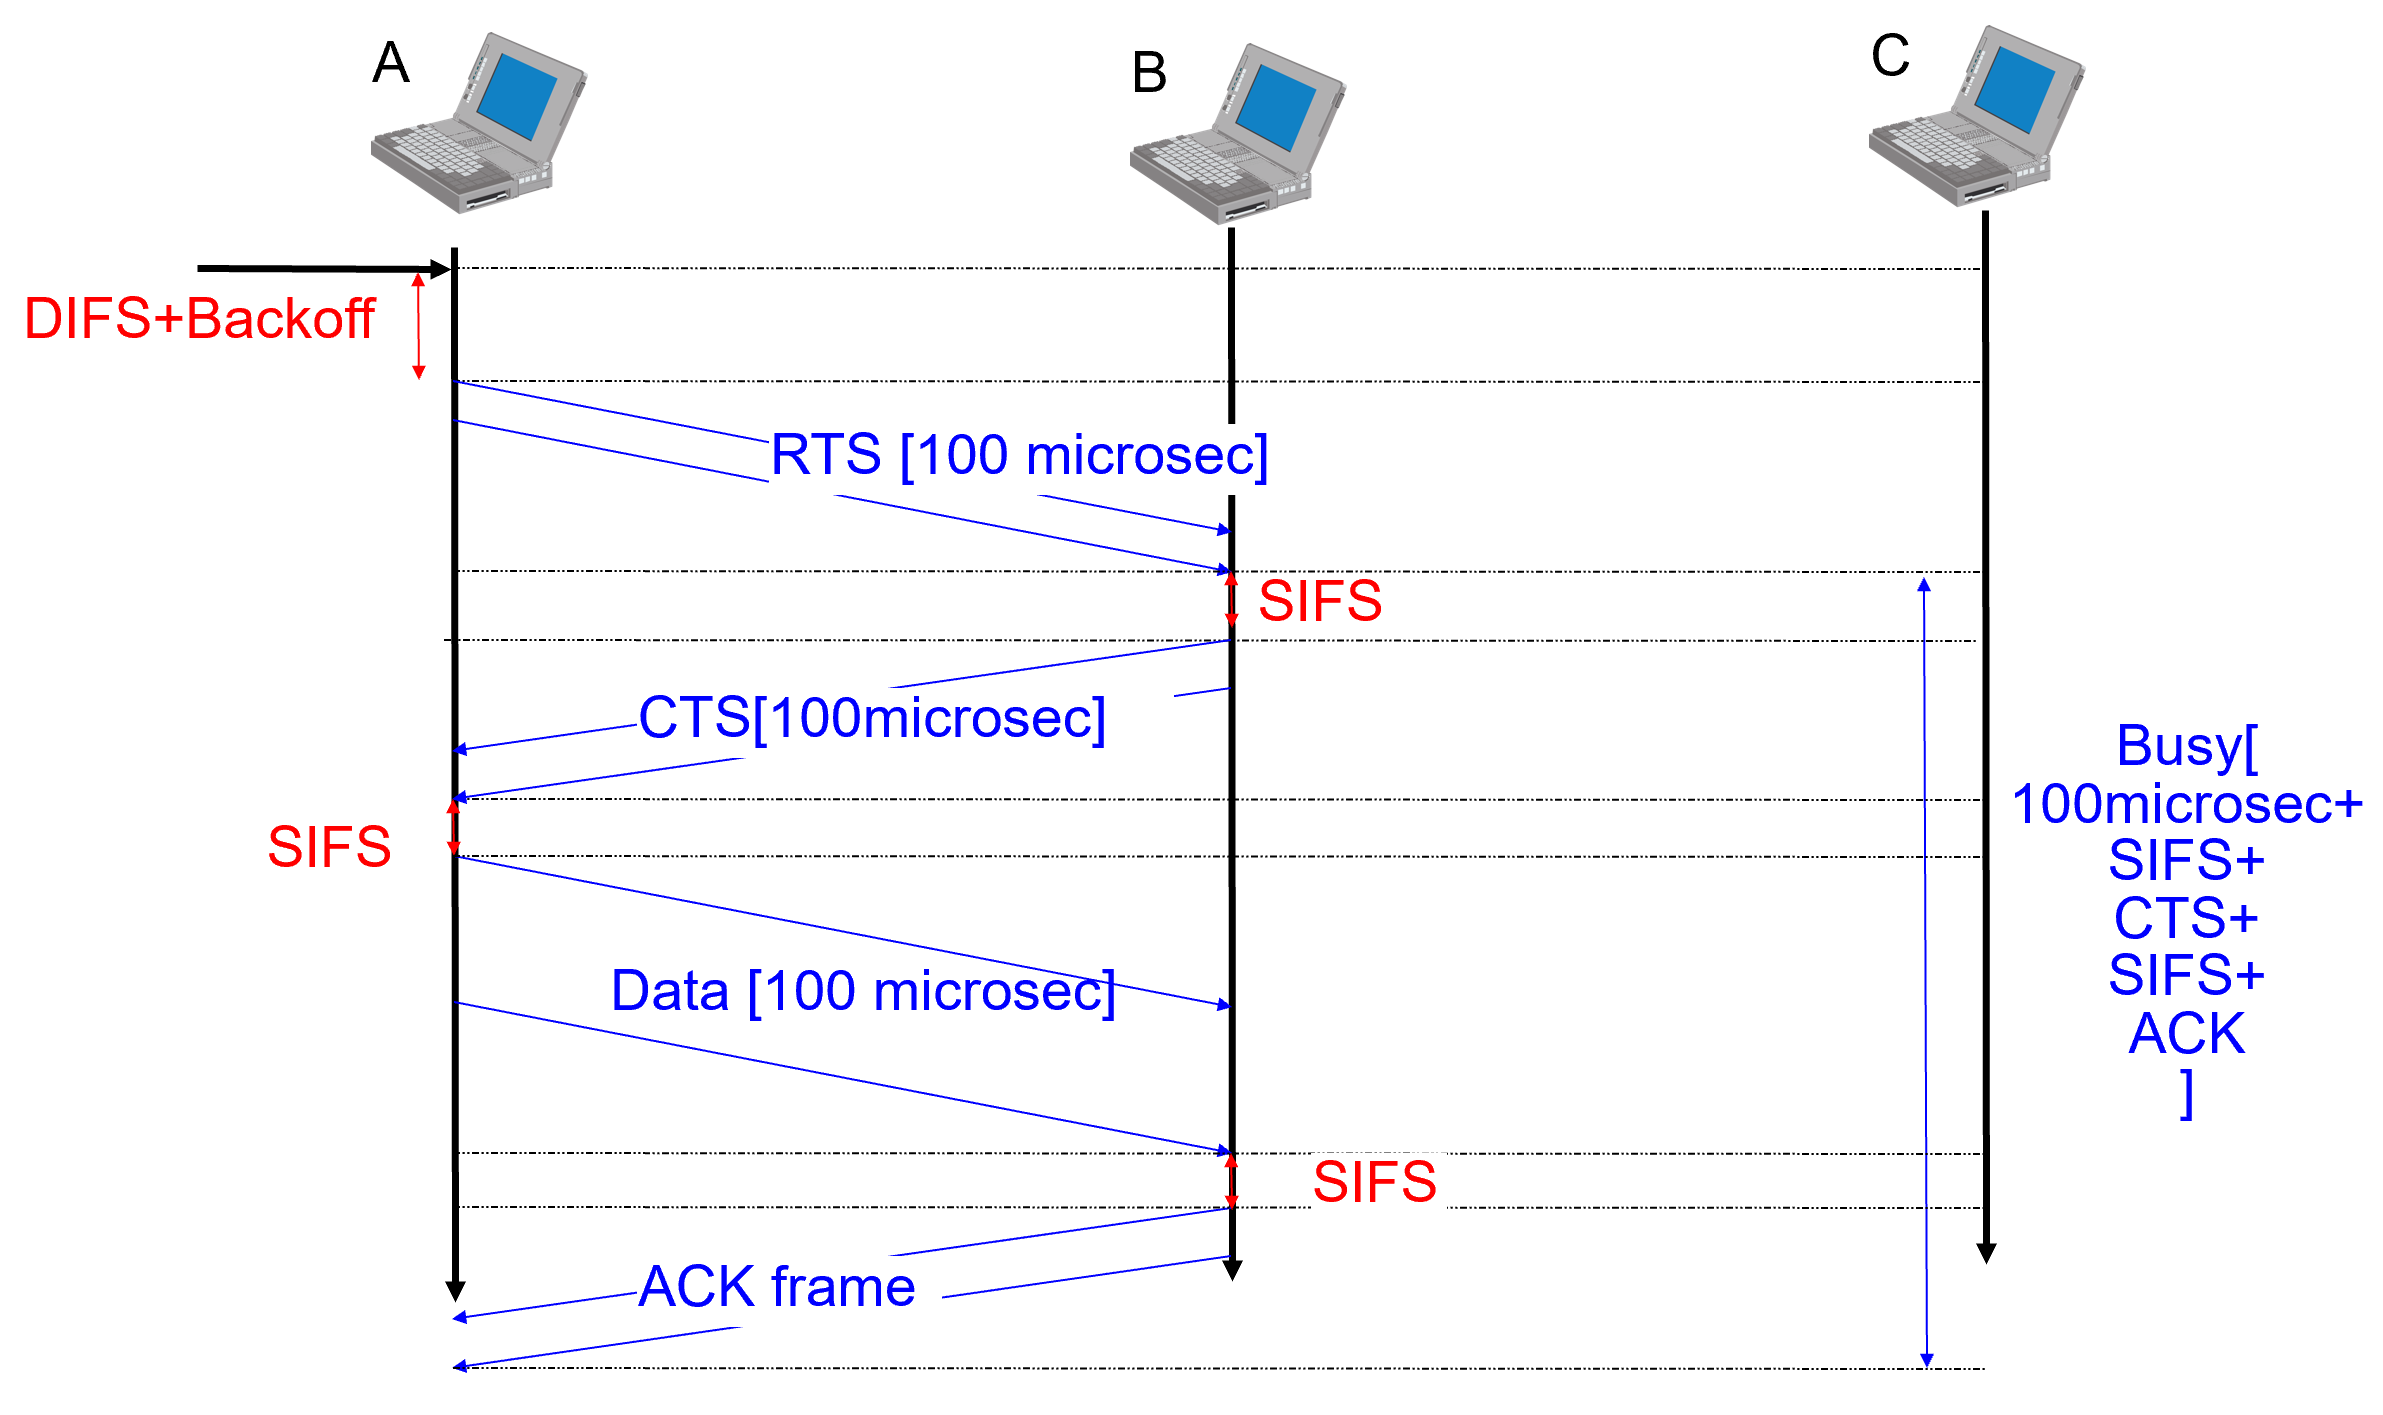 A
B
C
DIFS+Backoff
RTS [100 microsec]
SIFS
CTS[100microsec]
SIFS
Data [100 microsec]
SIFS
ACK frame
Busy[
100microsec+
SIFS+
CTS+
SIFS+
ACK
]